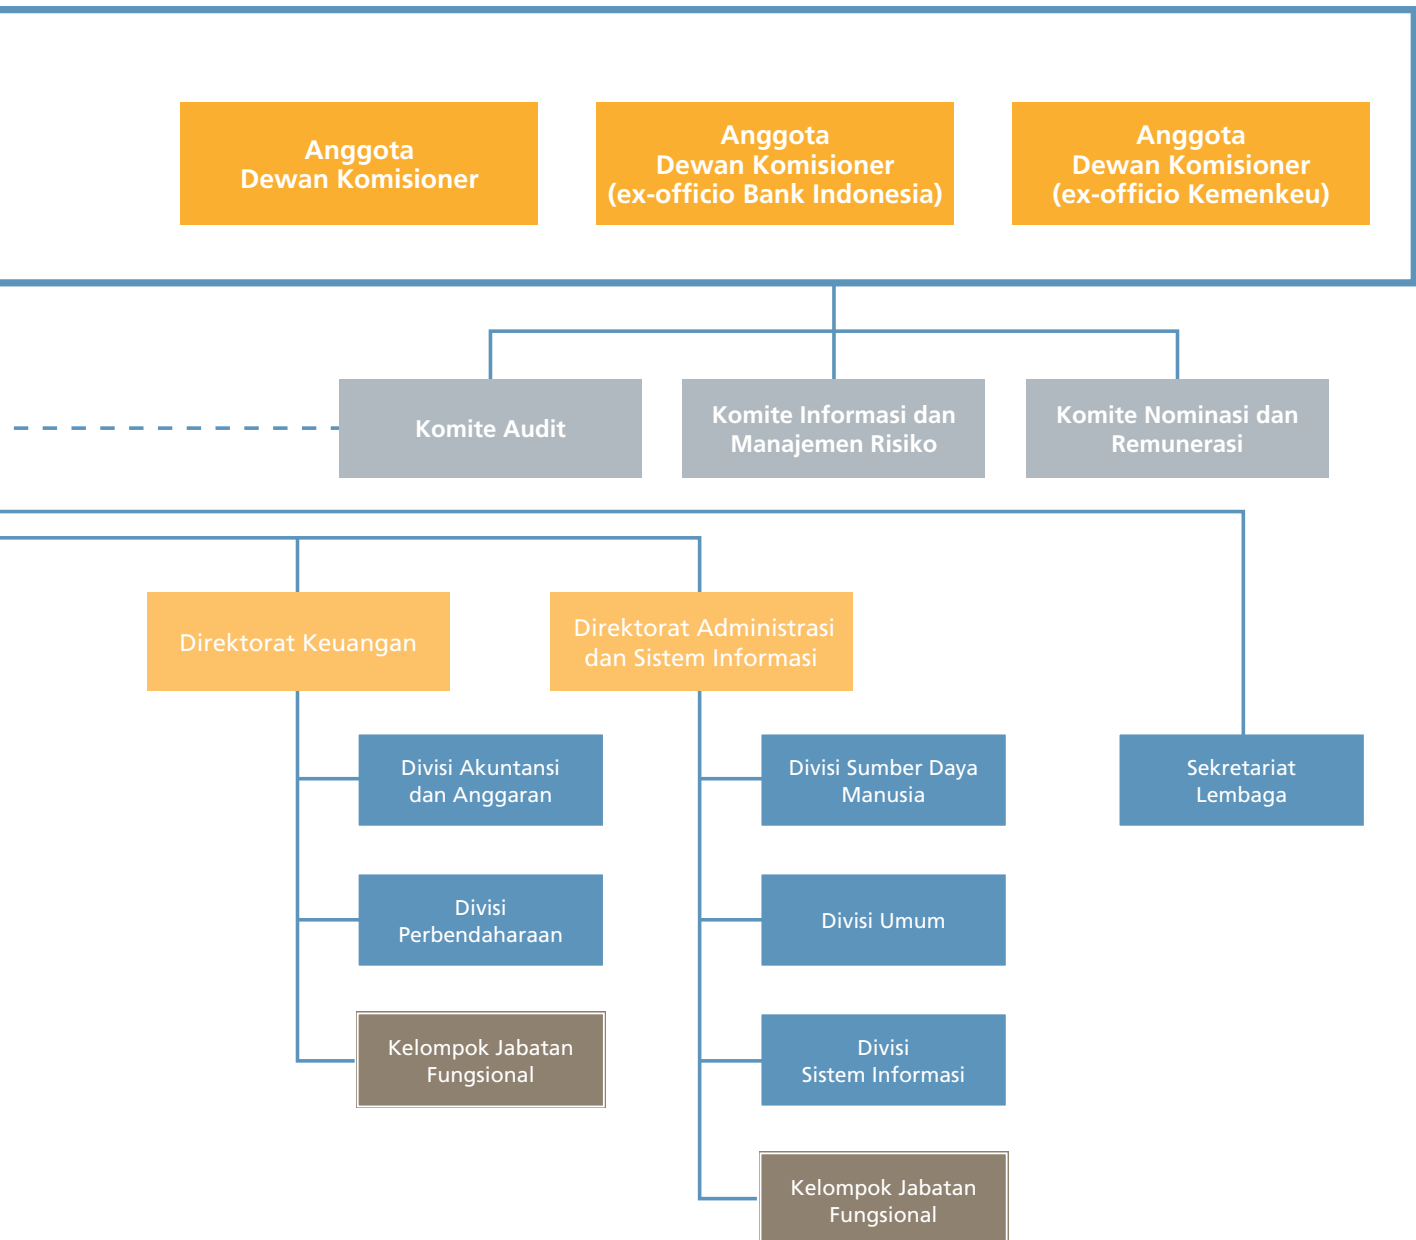 Anggota
Dewan Komisioner
Anggota
Dewan Komisioner
(ex-officio Bank Indonesia)
Anggota
Dewan Komisioner
(ex-officio Kemenkeu)
Komite Audit
Komite Informasi dan
Manajemen Risiko
Komite Nominasi dan
Remunerasi
Direktorat Keuangan
Direktorat Administrasi
dan Sistem Informasi
Divisi Akuntansi
dan Anggaran
Divisi Sumber Daya
Manusia
Sekretariat
Lembaga
Divisi
Perbendaharaan
Divisi Umum
Kelompok Jabatan
Fungsional
Divisi
Sistem Informasi
Kelompok Jabatan
Fungsional